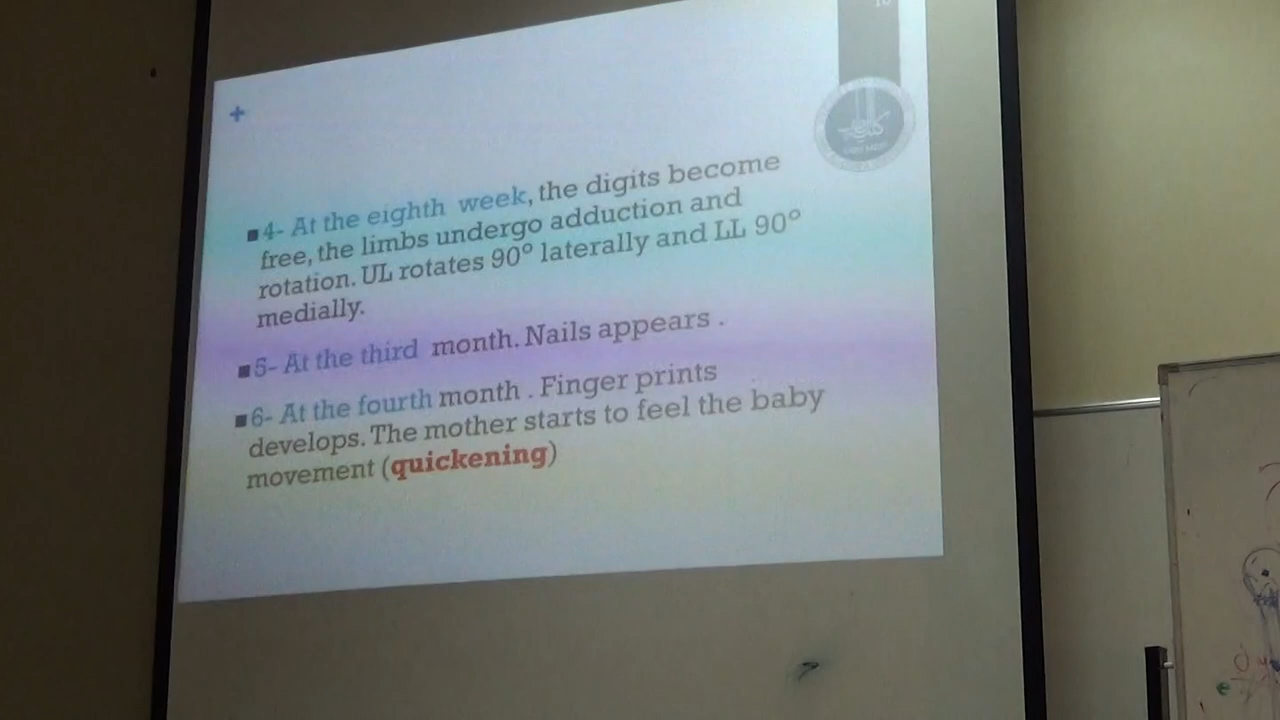 +
▪4- At the eighth week, the digits become
free, the limbs undergo adduction and
rotation. UL rotates 90° laterally and LL 90°
medially.
▪5- At the third month. Nails appears .
▪6- At the fourth month . Finger prints
develops. The mother starts to feel the baby
movement (quickening)